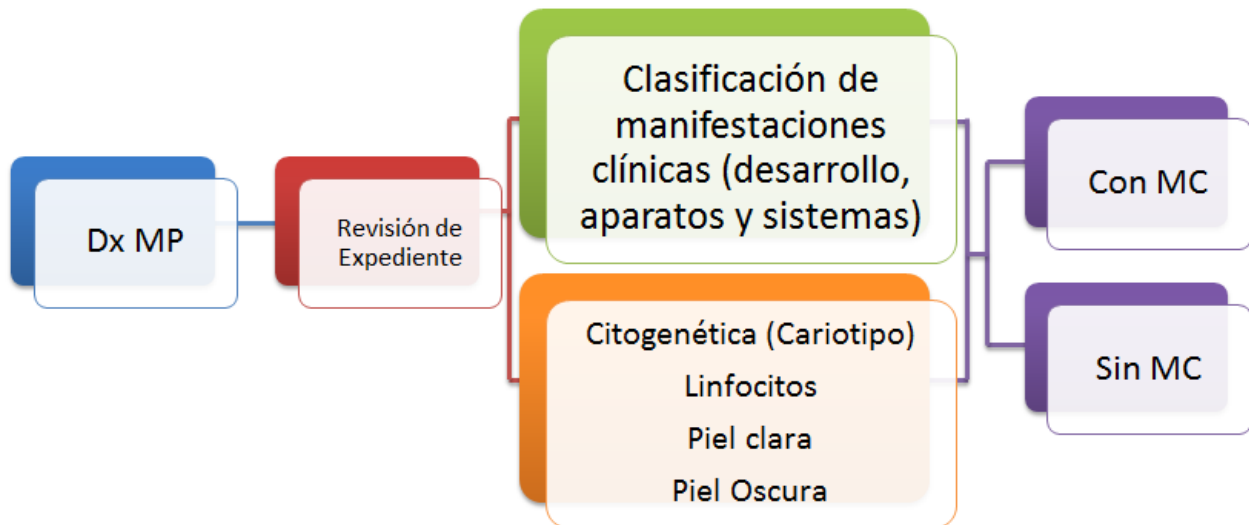 Dx MP
Revisión de
Expediente
Clasificación de
manifestaciones
clínicas (desarrollo,
aparatos y sistemas)
Citogenética (Cariotipo)
Linfocitos
Piel clara
Piel Oscura
Con MC
Sin MC